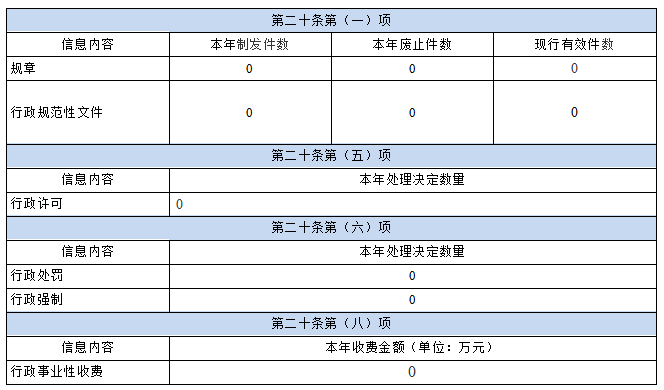 第二十条第（一）项
信息内容 本年制发件数 本年废止件数 现行有效件数
规章 0 0 0
行政规范性文件 0 0 0
第二十条第（五）项
信息内容 本年处理决定数量
行政许可 0
第二十条第（六）项
信息内容 本年处理决定数量
行政处罚 0
行政强制 0
第二十条第（八）项
信息内容 本年收费金额（单位：万元）
行政事业性收费 0